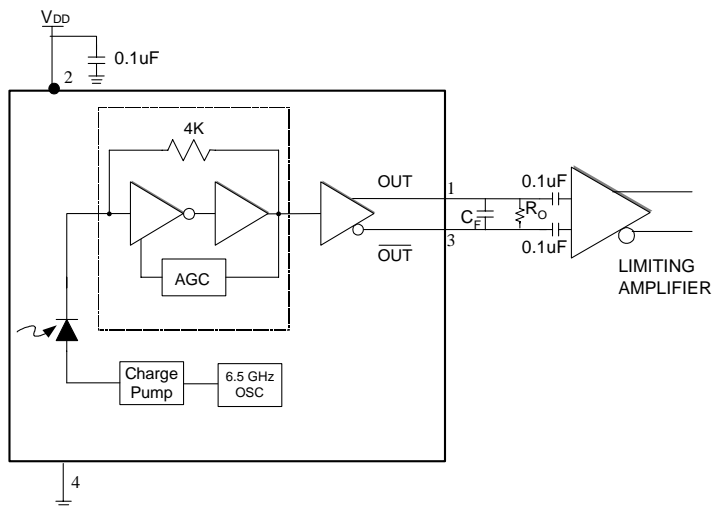 VDD
0.1uF
2
4K
OUT
1
0.1uF
CF
RO
OUT
3
0.1uF
AGC
LIMITING
AMPLIFIER
Charge
Pump
6.5 GHz
OSC
4